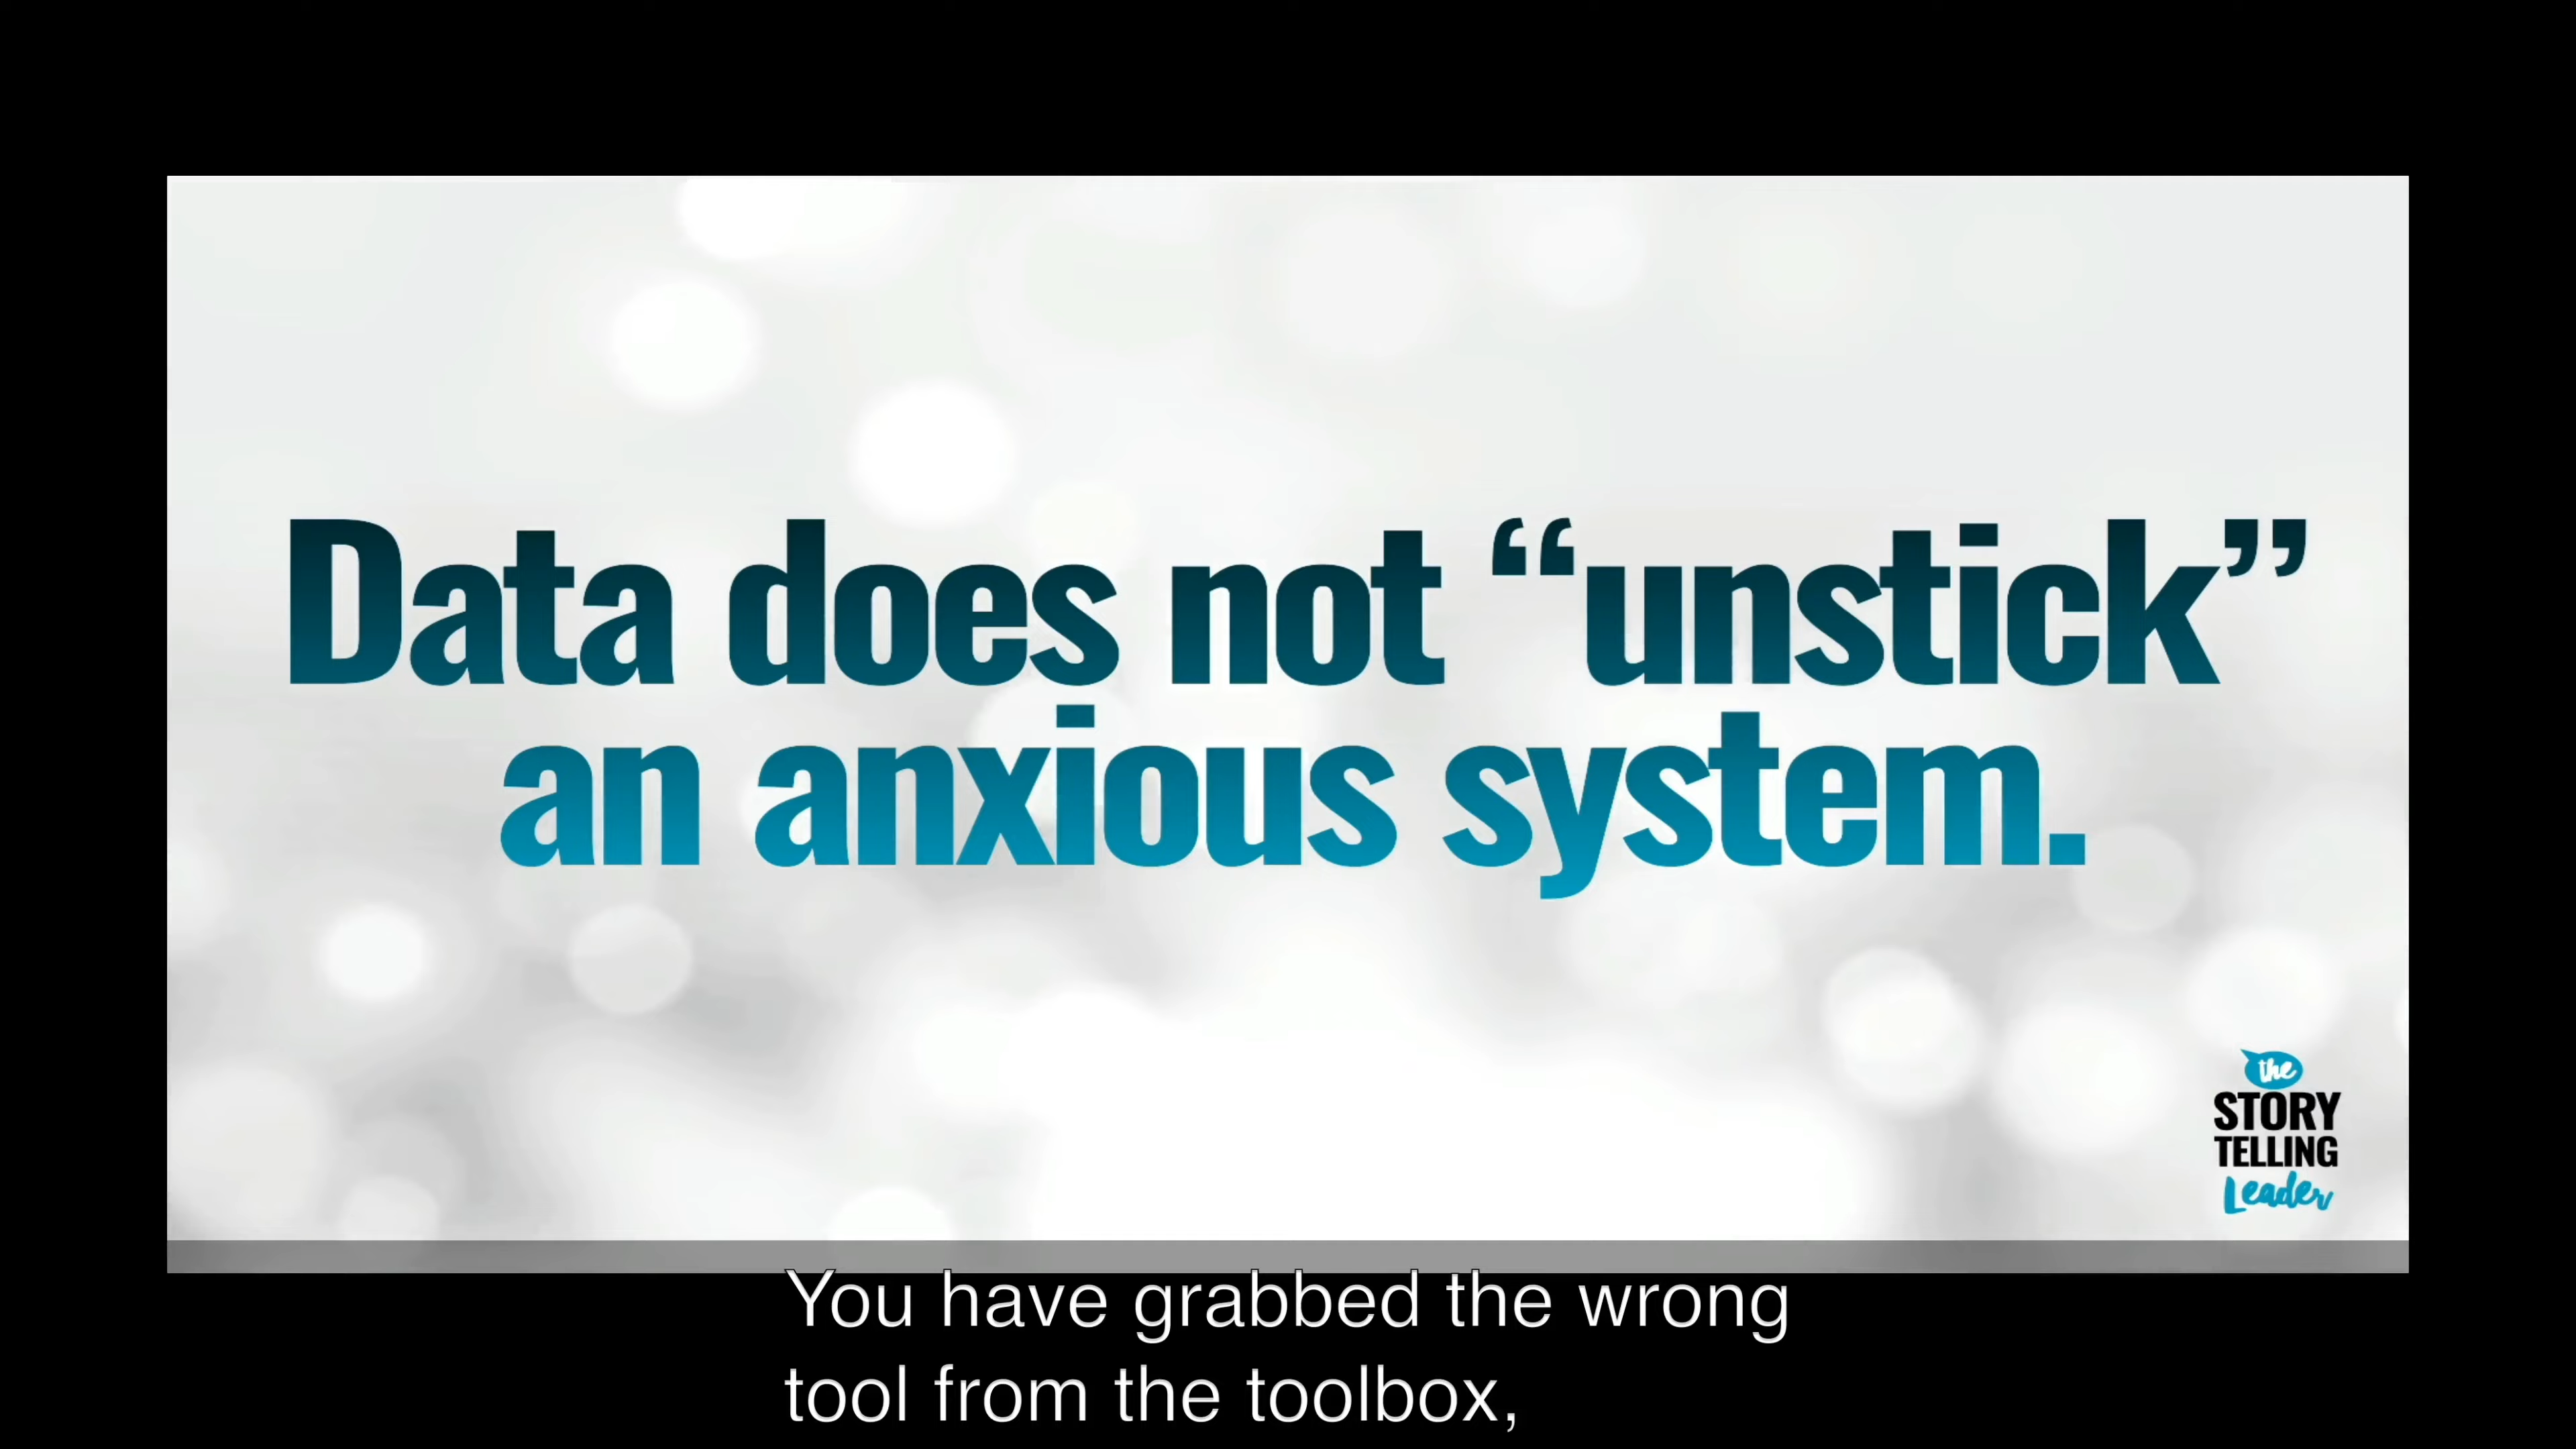 Data does not “unstick”
an anxious system.
the
STORY
TELLING
Leader
You have grabbed the wrong
tool from the toolbox,